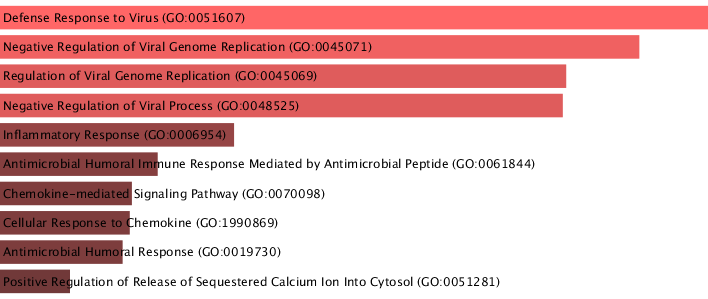 Defense Response to Virus (GO:0051607)
Negative Regulation of Viral Genome Replication (GO:0045071)
Regulation of Viral Genome Replication (GO:0045069)
Negative Regulation of Viral Process (GO:0048525)
Inflammatory Response (GO:0006954)
Antimicrobial Humoral Immune Response Mediated by Antimicrobial Peptide (GO:0061844)
Chemokine-mediated Signaling Pathway (GO:0070098)
Cellular Response to Chemokine (GO:1990869)
Antimicrobial Humoral Response (GO:0019730)
Positive Regulation of Release of Sequestered Calcium Ion Into Cytosol (GO:0051281)